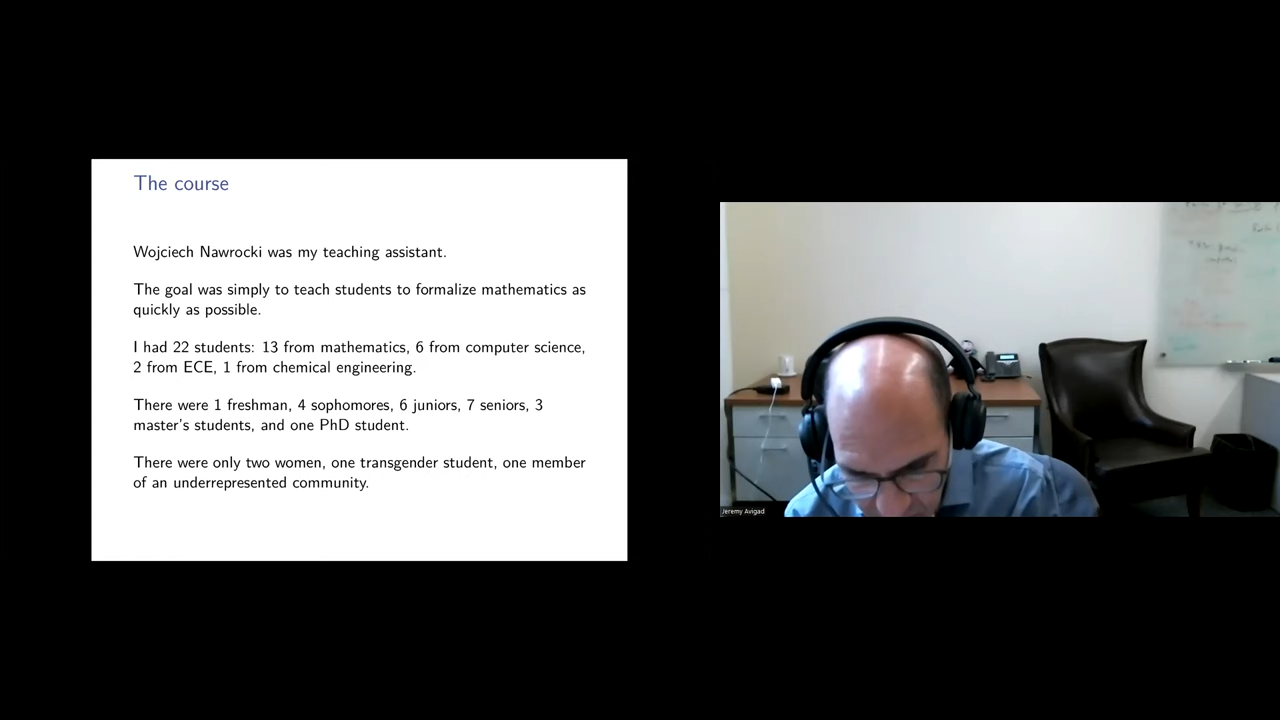 The course
Wojciech Nawrocki was my teaching assistant.
The goal was simply to teach students to formalize mathematics as
quickly as possible.
I had 22 students: 13 from mathematics, 6 from computer science,
2 from ECE, 1 from chemical engineering.
There were 1 freshman, 4 sophomores, 6 juniors, 7 seniors, 3
master's students, and one PhD student.
There were only two women, one transgender student, one member
of an underrepresented community.
Jeremy Avigad